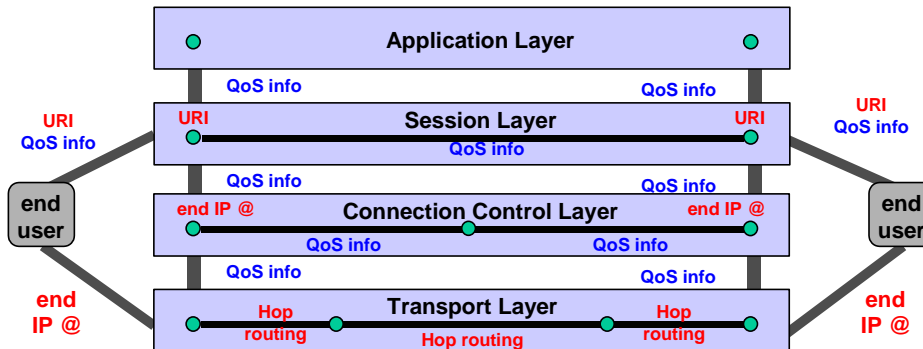 Application Layer
QoS info
QoS info
URI
QoS info
URI
QoS info
URI
Session Layer
URI
QoS info
QoS info
QoS info
end
user
end
user
end IP @
Connection Control Layer
end IP @
QoS info
QoS info
QoS info
QoS info
end
IP @
end
IP @
Transport Layer
Hop
routing
Hop routing
Hop
routing